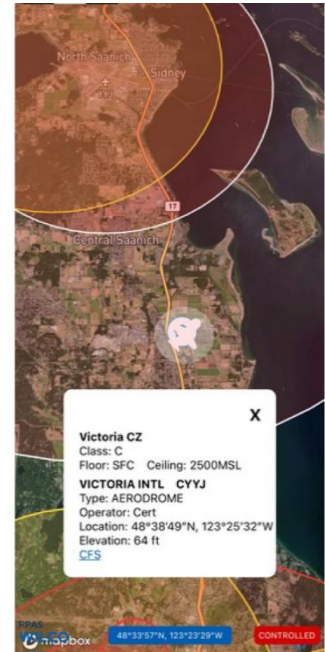 North Saanich
Sidney
17
Central Saanich
X
Victoria CZ
Class: C
Floor: SFC Ceiling: 2500MSL
VICTORIA INTL CYYJ
Type: AERODROME
Operator: Cert
Location: 48°38'49"N, 123°25'32"W
Elevation: 64 ft
CFS
RPAS
mapbox
48°33'57"N, 123°23'29"W
CONTROLLED